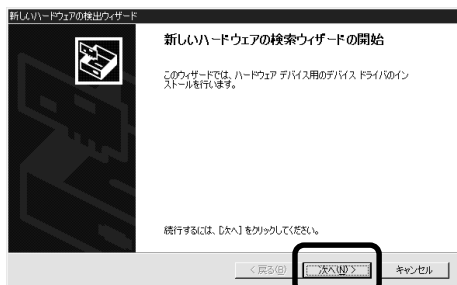 新しいハードウェアの検出ウィザード
新しいハードウェアの検索ウィザードの開始
このウィザードでは、ハードウェア デバイス用のデバイス ドライバのイン
ストールを行います。
続行するには、[次へ] をクリックしてください。
< 戻る(B) 次へ(N) > キャンセル